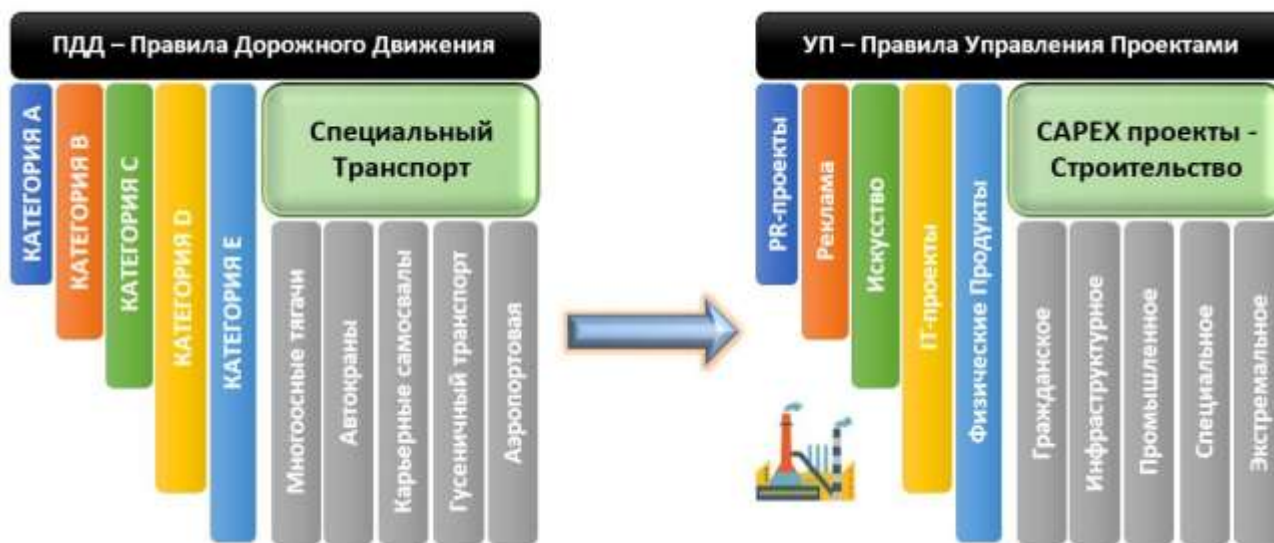 ПДД – Правила Дорожного Движения
КАТЕГОРИЯ A
КАТЕГОРИЯ B
КАТЕГОРИЯ C
КАТЕГОРИЯ D
КАТЕГОРИЯ E
Специальный
Транспорт
Многоосные тягачи
Автокраны
Карьерные самосвалы
Гусеничный транспорт
Аэропортовая
УП – Правила Управления Проектами
PR-проекты
Реклама
Искусство
IT-проекты
Физические Продукты
CAPEX проекты -
Строительство
Гражданское
Инфраструктурное
Промышленное
Специальное
Экстремальное